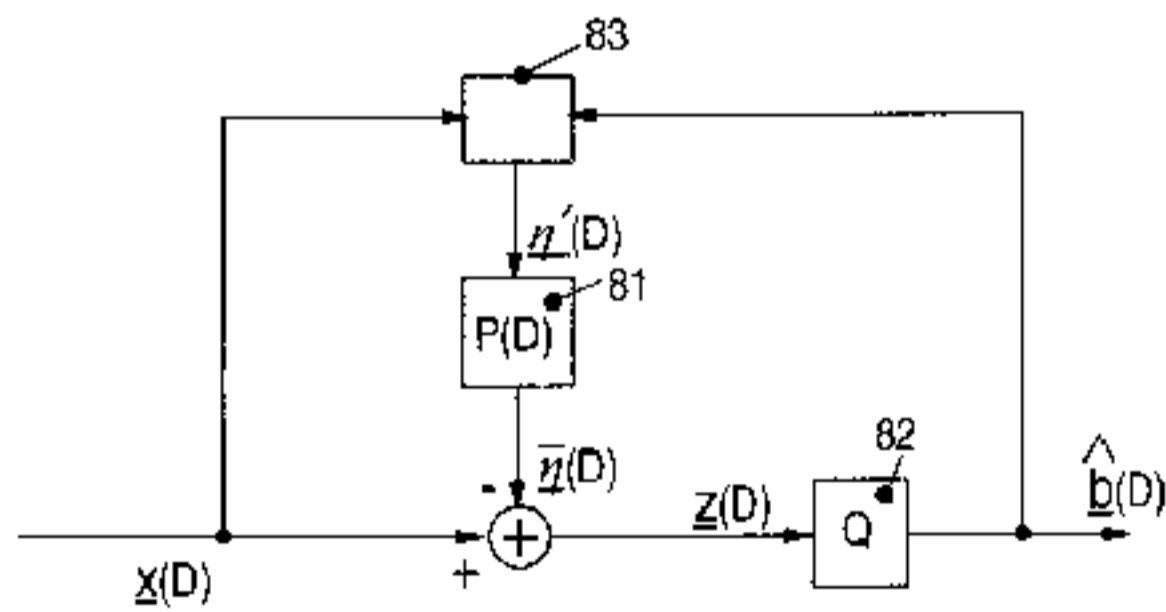 83
η̲′(D)
81
P(D)
82
- η̲̅(D)
z̲(D)
b̲̂(D)
Q
+
+
x̲(D)